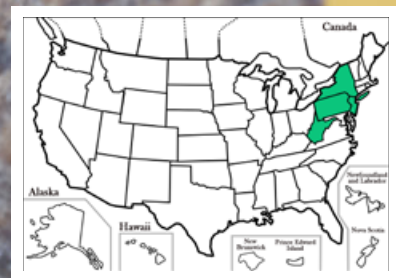 Canada
Alaska
Hawaii
New
Brunswick
Prince Edward
Island
Newfoundland
and Labrador
Nova Scotia